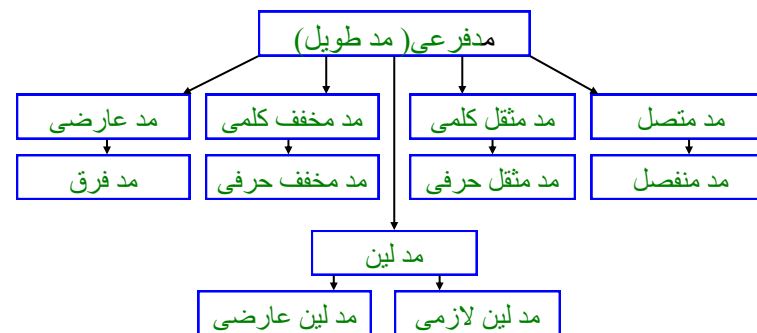 مدفرعی( مد طویل)
مد متصل
مد مثقل کلمی
مد مخفف کلمی
مد عارضی
مد منفصل
مد مثقل حرفی
مد مخفف حرفی
مد فرق
مد لین
مد لین لازمی
مد لین عارضی